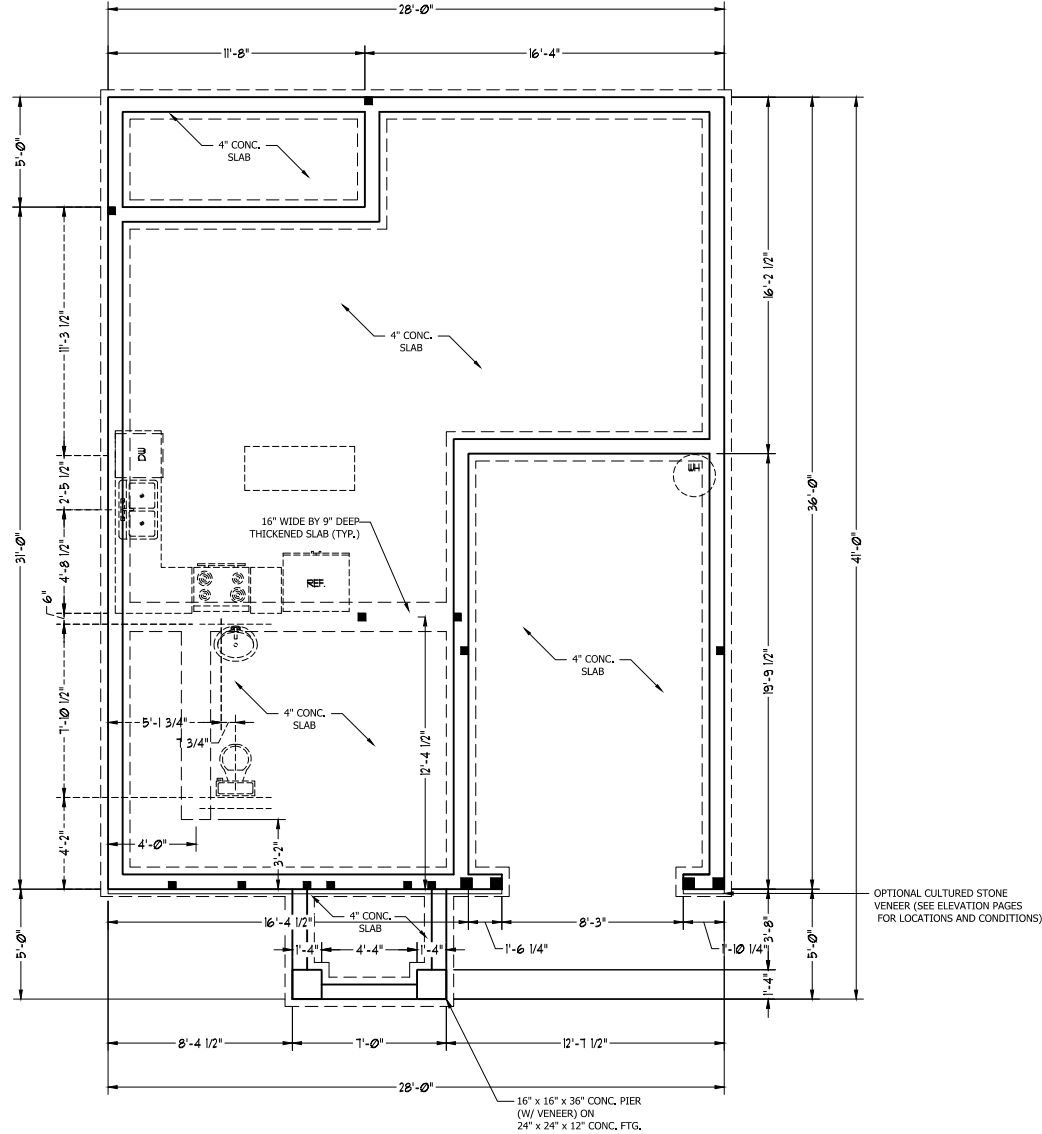 28'-0"
11'-8"
16'-4"
4" CONC.
SLAB
5'-0"
16'-2 1/2"
11'-3 1/2"
4" CONC.
SLAB
DW
WH
2'-5 1/2"
36'-0"
41'-0"
31'-0"
16" WIDE BY 9" DEEP
THICKENED SLAB (TYP.)
4'-8 1/2"
REF.
6"
19'-9 1/2"
4" CONC.
SLAB
7'-10 1/2"
4" CONC.
SLAB
5'-1 3/4"
3/4"
12'-4 1/2"
4'-2"
4'-0"
3'-2"
OPTIONAL CULTURED STONE
VENEER (SEE ELEVATION PAGES
FOR LOCATIONS AND CONDITIONS)
16'-4 1/2"
4" CONC.
SLAB
8'-3"
5'-0"
1'-4"
4'-4"
1'-4"
1'-6 1/4"
1'-10 1/4"
3'-8"
5'-0"
1'-4"
8'-4 1/2"
7'-0"
12'-7 1/2"
28'-0"
16" x 16" x 36" CONC. PIER
(W/ VENEER) ON
24" x 24" x 12" CONC. FTG.